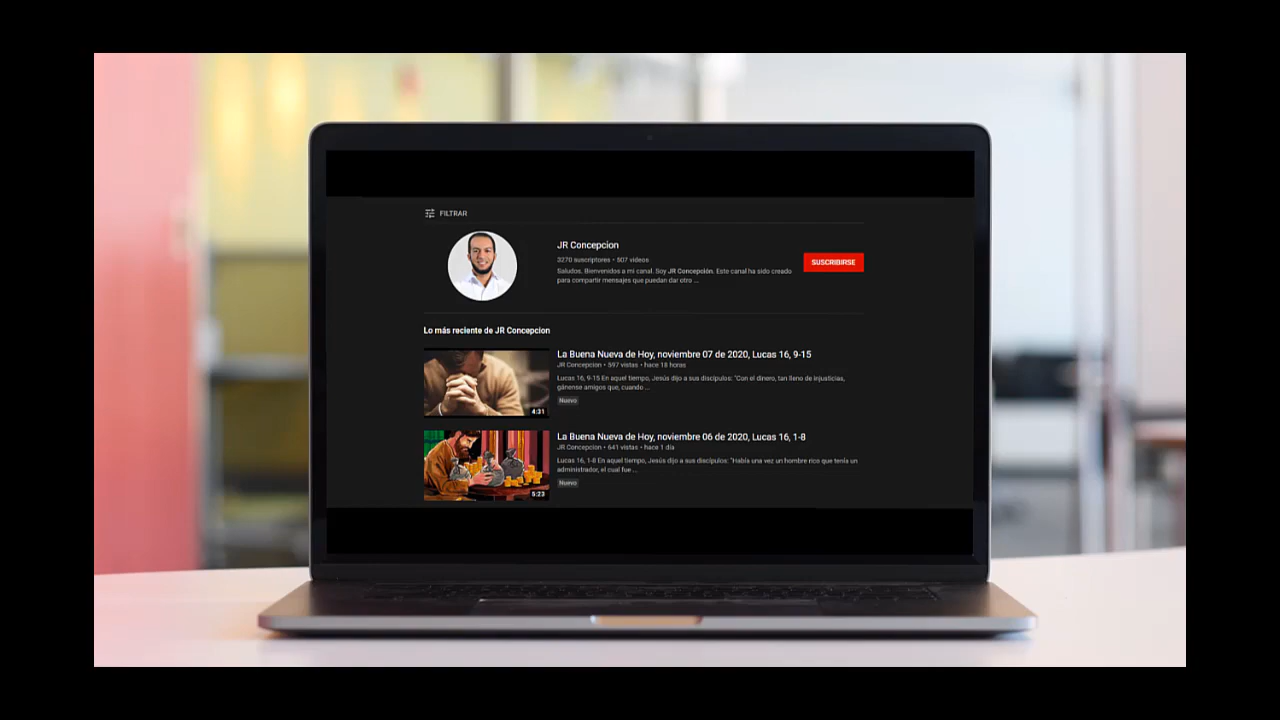 FILTRAR
JR Concepcion
3270 suscriptores • 507 videos
Saludos. Bienvenidos a mi canal. Soy JR Concepción. Este canal ha sido creado
para compartir mensajes que puedan dar otro ...
SUSCRIBIRSE
Lo más reciente de JR Concepcion
La Buena Nueva de Hoy, noviembre 07 de 2020, Lucas 16, 9-15
JR Concepcion • 597 vistas • hace 18 horas
Lucas 16, 9-15 En aquel tiempo, Jesús dijo a sus discípulos: "Con el dinero, tan lleno de injusticias,
gánense amigos que, cuando ...
Nuevo
4:31
La Buena Nueva de Hoy, noviembre 06 de 2020, Lucas 16, 1-8
JR Concepcion • 641 vistas • hace 1 día
Lucas 16, 1-8 En aquel tiempo, Jesús dijo a sus discípulos: "Había una vez un hombre rico que tenía un
administrador, el cual fue ...
Nuevo
5:23